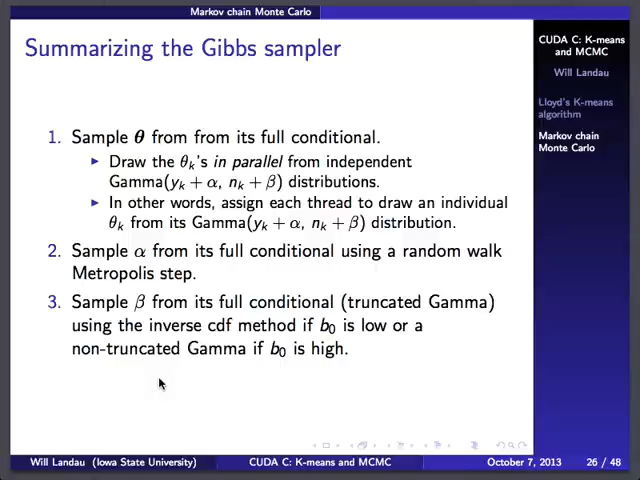 Markov chain Monte Carlo
Summarizing the Gibbs sampler
CUDA C: K-means
and MCMC
Will Landau
Lloyd's K-means
algorithm
Markov chain
Monte Carlo
1. Sample θ from from its full conditional.
▶ Draw the θk's in parallel from independent
Gamma(yk + α, nk + β) distributions.
▶ In other words, assign each thread to draw an individual
θk from its Gamma(yk + α, nk + β) distribution.
2. Sample α from its full conditional using a random walk
Metropolis step.
3. Sample β from its full conditional (truncated Gamma)
using the inverse cdf method if b0 is low or a
non-truncated Gamma if b0 is high.
Will Landau (Iowa State University) CUDA C: K-means and MCMC October 7, 2013 26 / 48